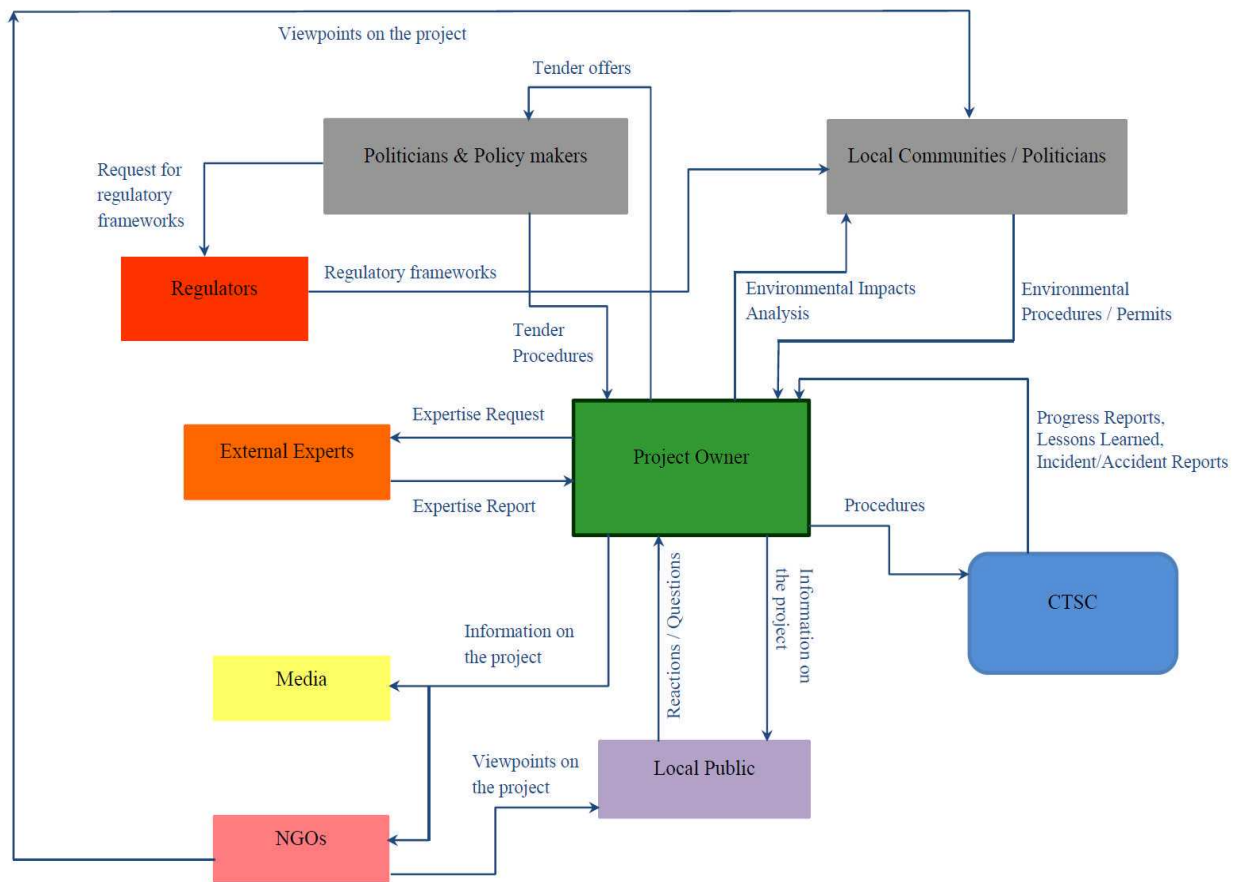 Viewpoints on the project
Tender offers
Politicians & Policy makers
Local Communities / Politicians
Request for
regulatory
frameworks
Regulators
Regulatory frameworks
Environmental Impacts
Analysis
Environmental
Procedures / Permits
Tender
Procedures
Expertise Request
External Experts
Project Owner
Progress Reports,
Lessons Learned,
Incident/Accident Reports
Expertise Report
Procedures
CTSC
Information on
the project
Reactions / Questions
Information on
the project
Media
Viewpoints on
the project
Local Public
NGOs